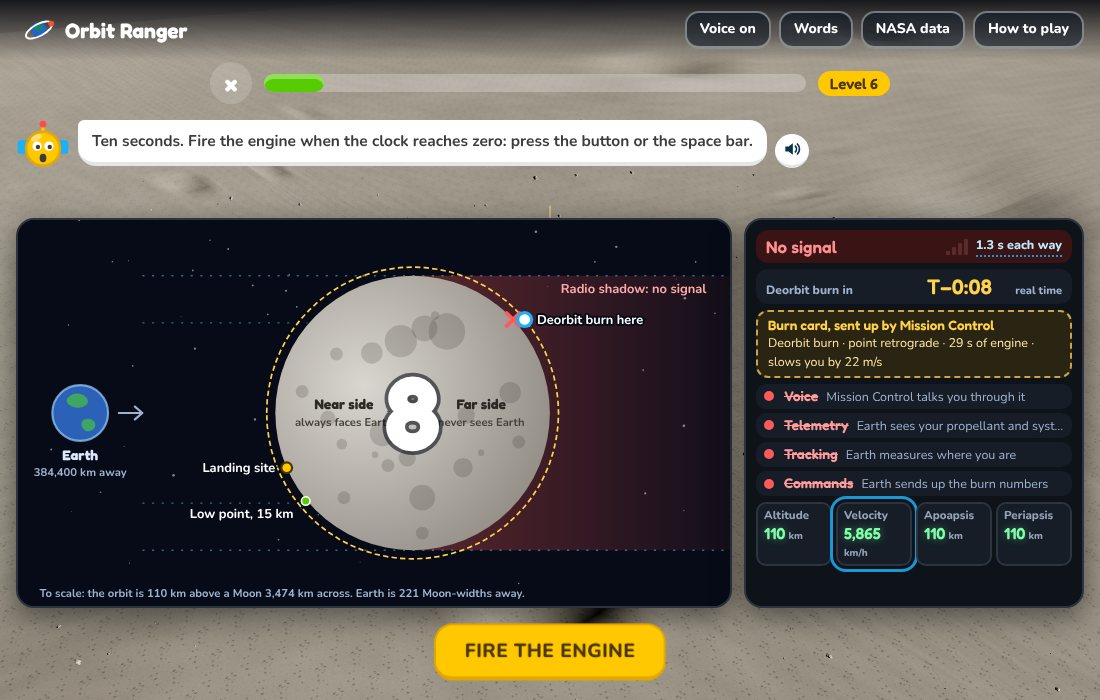 Orbit Ranger
Voice on
Words
NASA data
How to play
Level 6
Ten seconds. Fire the engine when the clock reaches zero: press the button or the space bar.
Radio shadow: no signal
Deorbit burn here
Near side
always faces Eart
8
Far side
never sees Earth
Earth
384,400 km away
Landing site
Low point, 15 km
To scale: the orbit is 110 km above a Moon 3,474 km across. Earth is 221 Moon-widths away.
No signal
1.3 s each way
Deorbit burn in
T−0:08
real time
Burn card, sent up by Mission Control
Deorbit burn · point retrograde · 29 s of engine ·
slows you by 22 m/s
Voice Mission Control talks you through it
Telemetry Earth sees your propellant and syst…
Tracking Earth measures where you are
Commands Earth sends up the burn numbers
Altitude
110 km
Velocity
5,865
km/h
Apoapsis
110 km
Periapsis
110 km
FIRE THE ENGINE